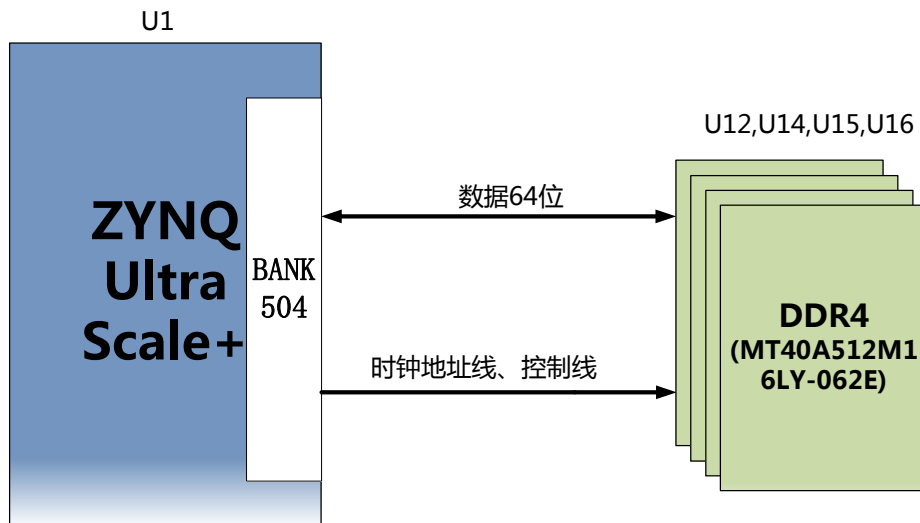 U1
U12,U14,U15,U16
数据64位
ZYNQ
Ultra
Scale+
BANK
504
时钟地址线、控制线
DDR4
(MT40A512M1
6LY-062E)